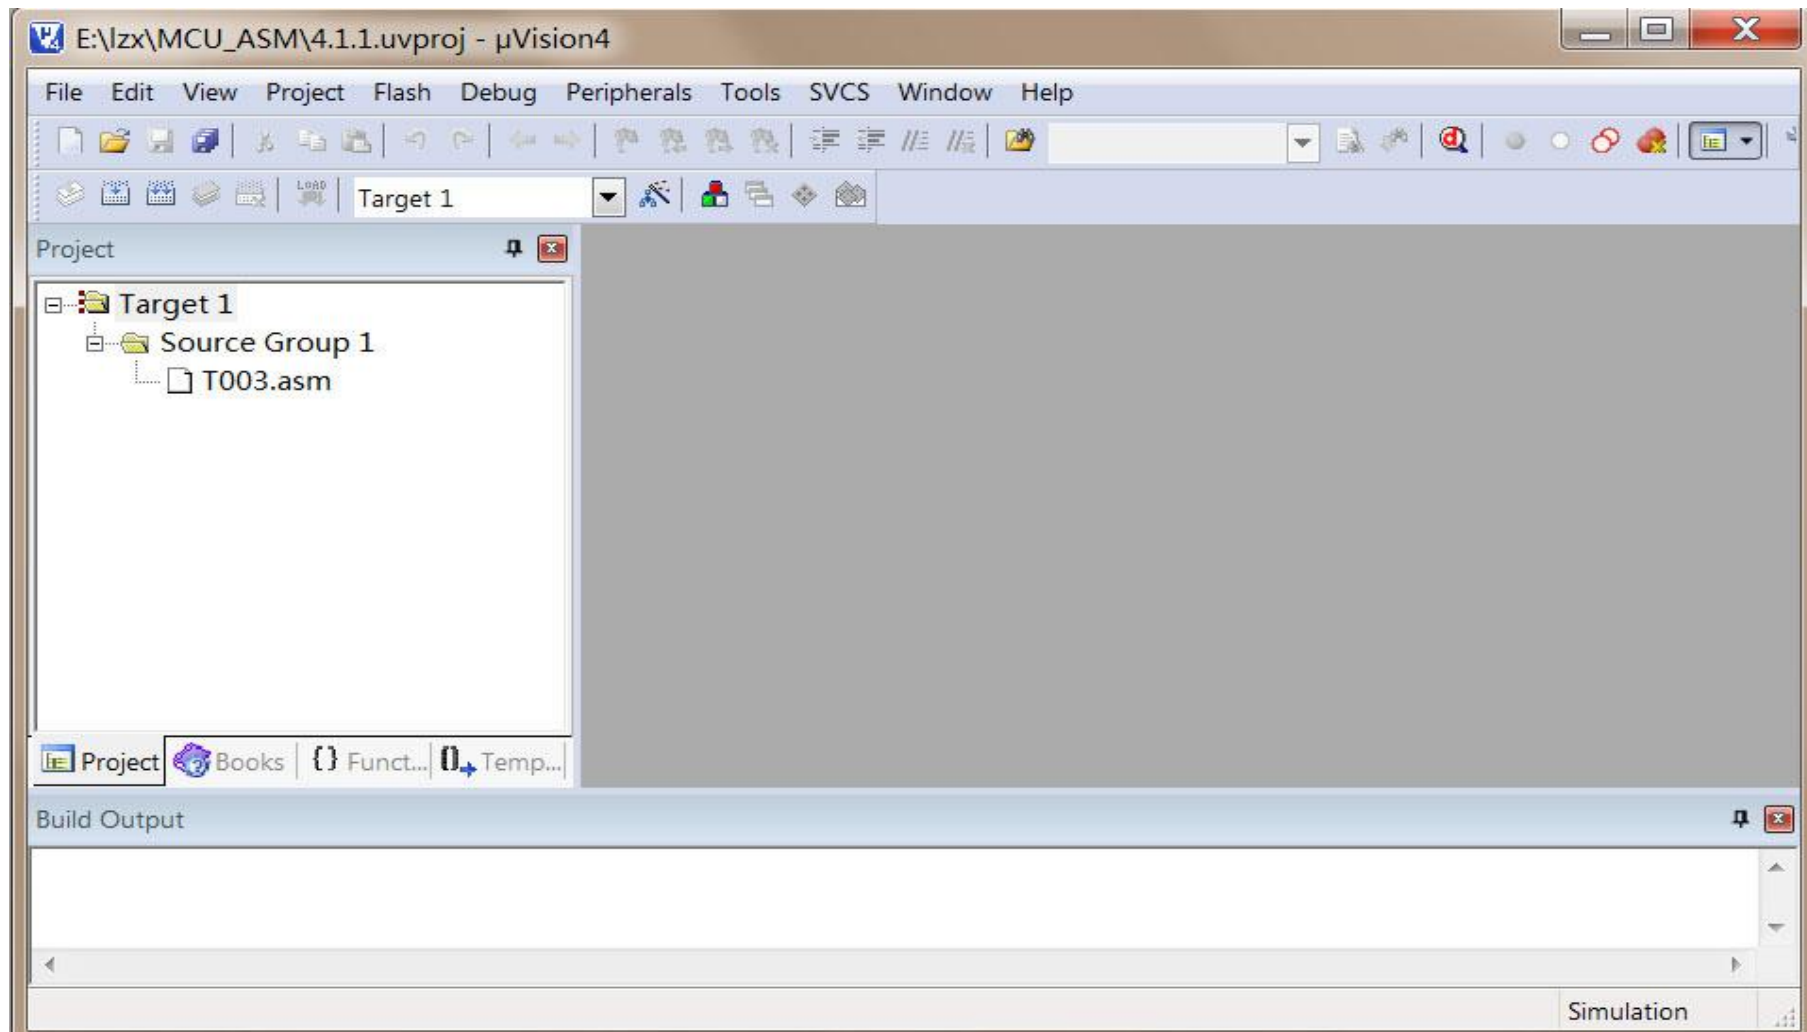 E:\lzx\MCU_ASM\4.1.1.uvproj - µVision4
File Edit View Project Flash Debug Peripherals Tools SVCS Window Help
LOAD Target 1
Project
Target 1
Source Group 1
T003.asm
Project Books {} Funct... Temp...
Build Output
Simulation